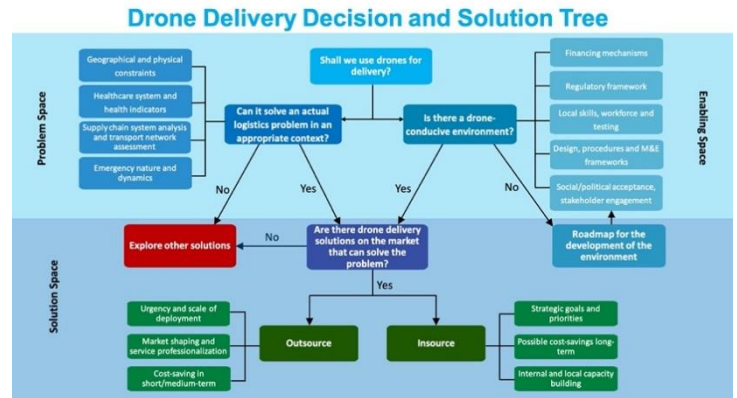 Drone Delivery Decision and Solution Tree
Problem Space
Geographical and physical
constraints
Healthcare system and
health indicators
Supply chain system analysis
and transport network
assessment
Emergency nature and
dynamics
Shall we use drones for
delivery?
Can it solve an actual
logistics problem in an
appropriate context?
Is there a drone-
conducive environment?
Financing mechanisms
Regulatory framework
Local skills, workforce and
testing
Design, procedures and M&E
frameworks
Social/political acceptance,
stakeholder engagement
Enabling Space
No
Yes
Yes
No
Solution Space
Explore other solutions
No
Are there drone delivery
solutions on the market
that can solve the
problem?
Roadmap for the
development of the
environment
Yes
Urgency and scale of
deployment
Market shaping and
service professionalization
Cost-saving in
short/medium-term
Outsource
Insource
Strategic goals and
priorities
Possible cost-savings long-
term
Internal and local capacity
building